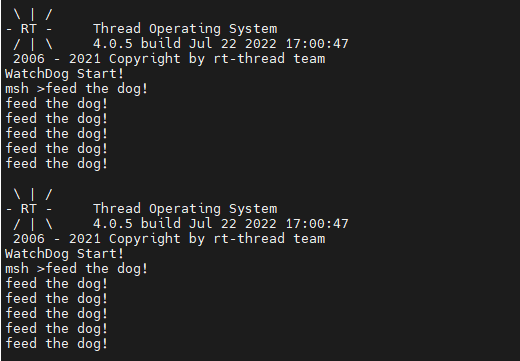 \ | /
- RT -     Thread Operating System
 / | \     4.0.5 build Jul 22 2022 17:00:47
 2006 - 2021 Copyright by rt-thread team
WatchDog Start!
msh >feed the dog!
feed the dog!
feed the dog!
feed the dog!
feed the dog!
feed the dog!

 \ | /
- RT -     Thread Operating System
 / | \     4.0.5 build Jul 22 2022 17:00:47
 2006 - 2021 Copyright by rt-thread team
WatchDog Start!
msh >feed the dog!
feed the dog!
feed the dog!
feed the dog!
feed the dog!
feed the dog!